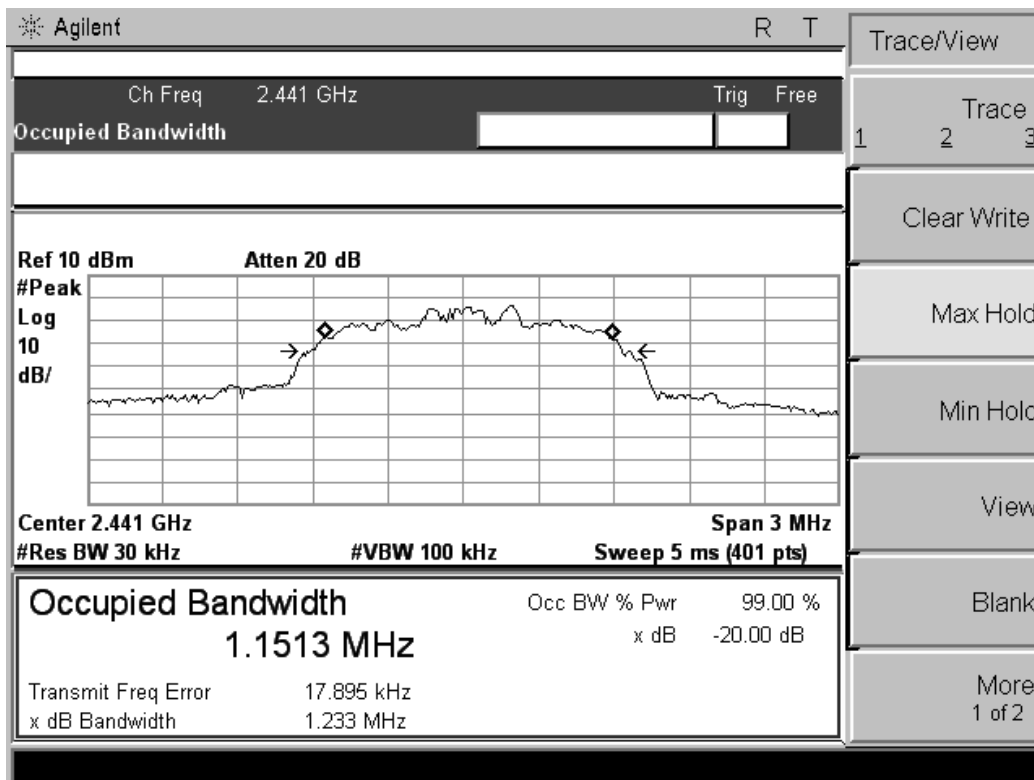 Agilent R T
Ch Freq 2.441 GHz Trig Free
Occupied Bandwidth
Ref 10 dBm Atten 20 dB
#Peak
Log
10
dB/
Center 2.441 GHz Span 3 MHz
#Res BW 30 kHz #VBW 100 kHz Sweep 5 ms (401 pts)
Occupied Bandwidth
1.1513 MHz
Occ BW % Pwr 99.00 %
x dB -20.00 dB
Transmit Freq Error 17.895 kHz
x dB Bandwidth 1.233 MHz
Trace/View
Trace
1 2 3
Clear Write
Max Hold
Min Hold
View
Blank
More
1 of 2